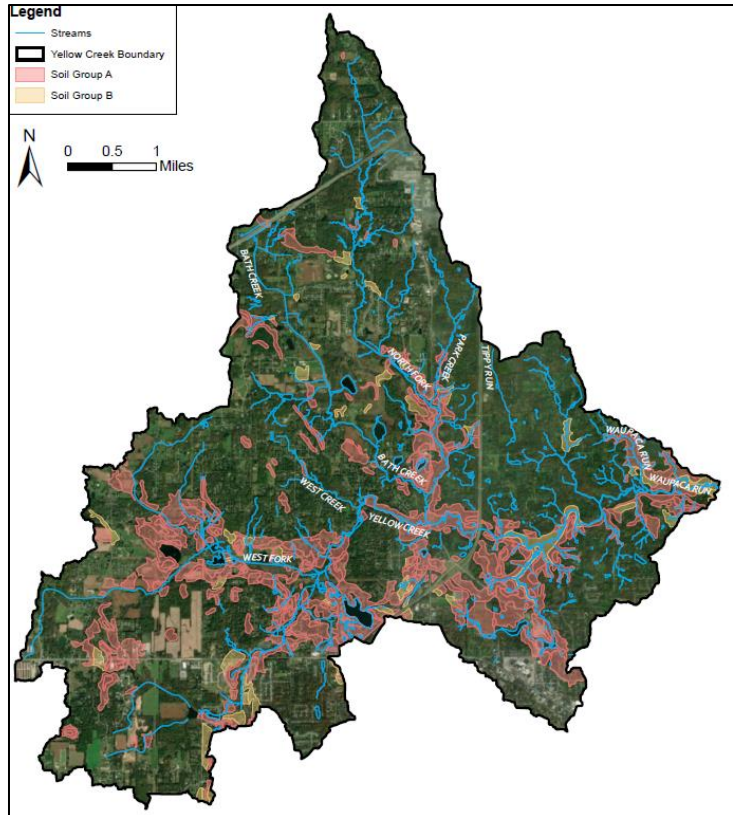 Legend
Streams
Yellow Creek Boundary
Soil Group A
Soil Group B
N
0 0.5 1
Miles
BATH CREEK
NORTH FORK
PARK CREEK
TIPPY RUN
WAUPACA RUN
WAUPACA RUN
BATH CREEK
WEST CREEK
YELLOW CREEK
WEST FORK